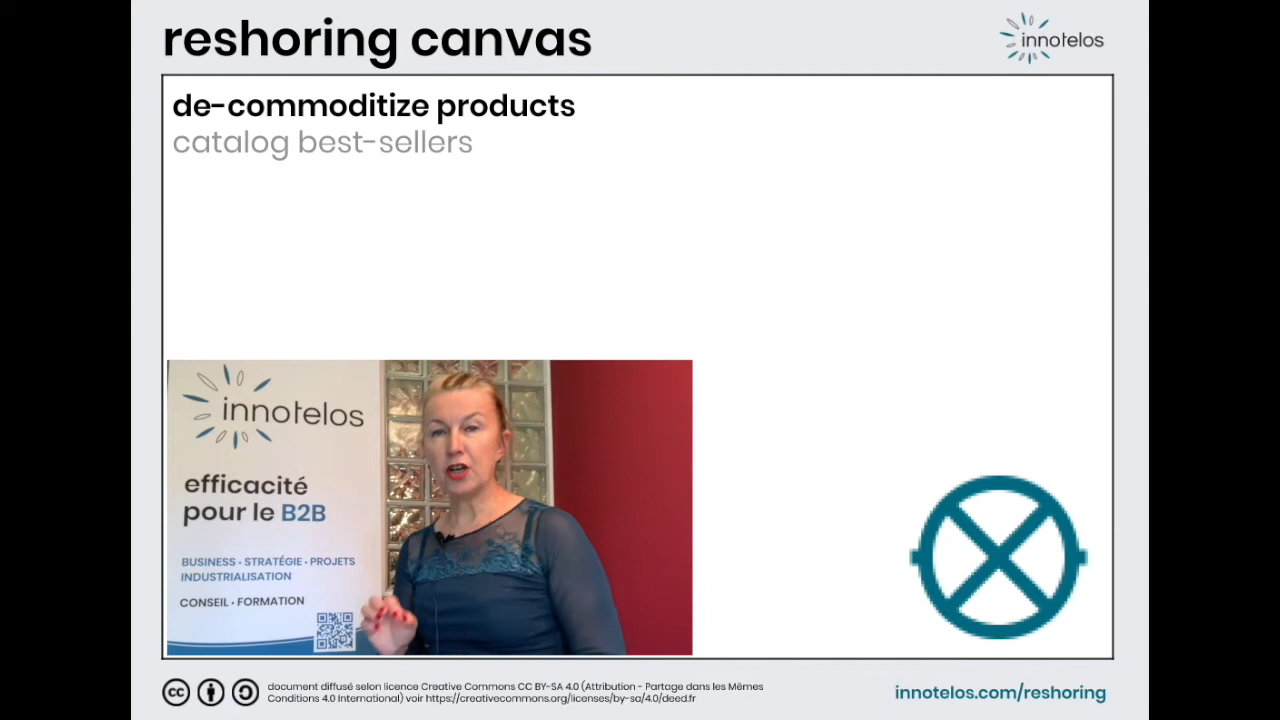 reshoring canvas
innotelos
de-commoditize products
catalog best-sellers
innotelos
efficacité
pour le B2B
BUSINESS • STRATÉGIE • PROJETS
INDUSTRIALISATION
CONSEIL • FORMATION
cc
document diffusé selon licence Creative Commons CC BY-SA 4.0 (Attribution - Partage dans les Mêmes
Conditions 4.0 International) voir https://creativecommons.org/licenses/by-sa/4.0/deed.fr
innotelos.com/reshoring